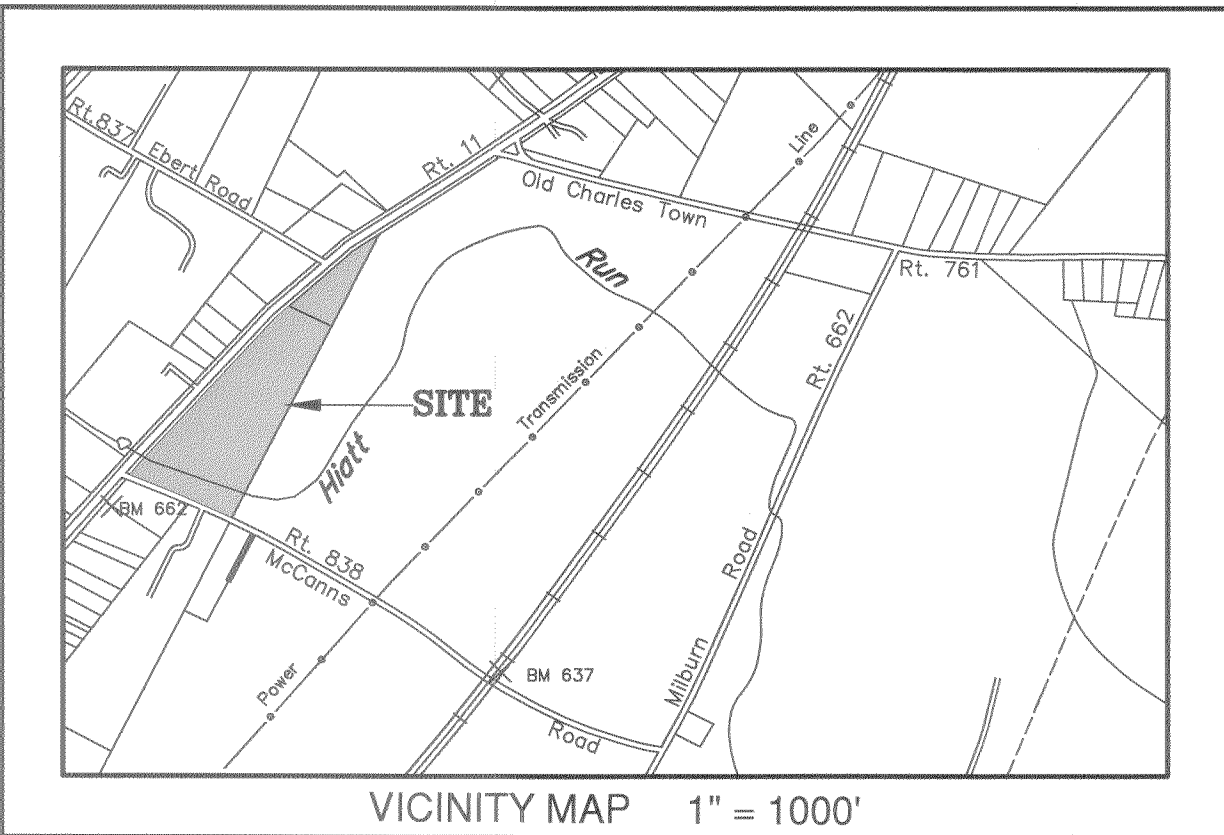 Rt.837
Ebert Road
Rt. 11
Old Charles Town
Line
Rt. 761
Run
Rt. 662
Transmission
SITE
Hiatt
BM 662
Rt. 838
McCanns
Road
Power
BM 637
Milburn
Road
VICINITY MAP 1" = 1000'